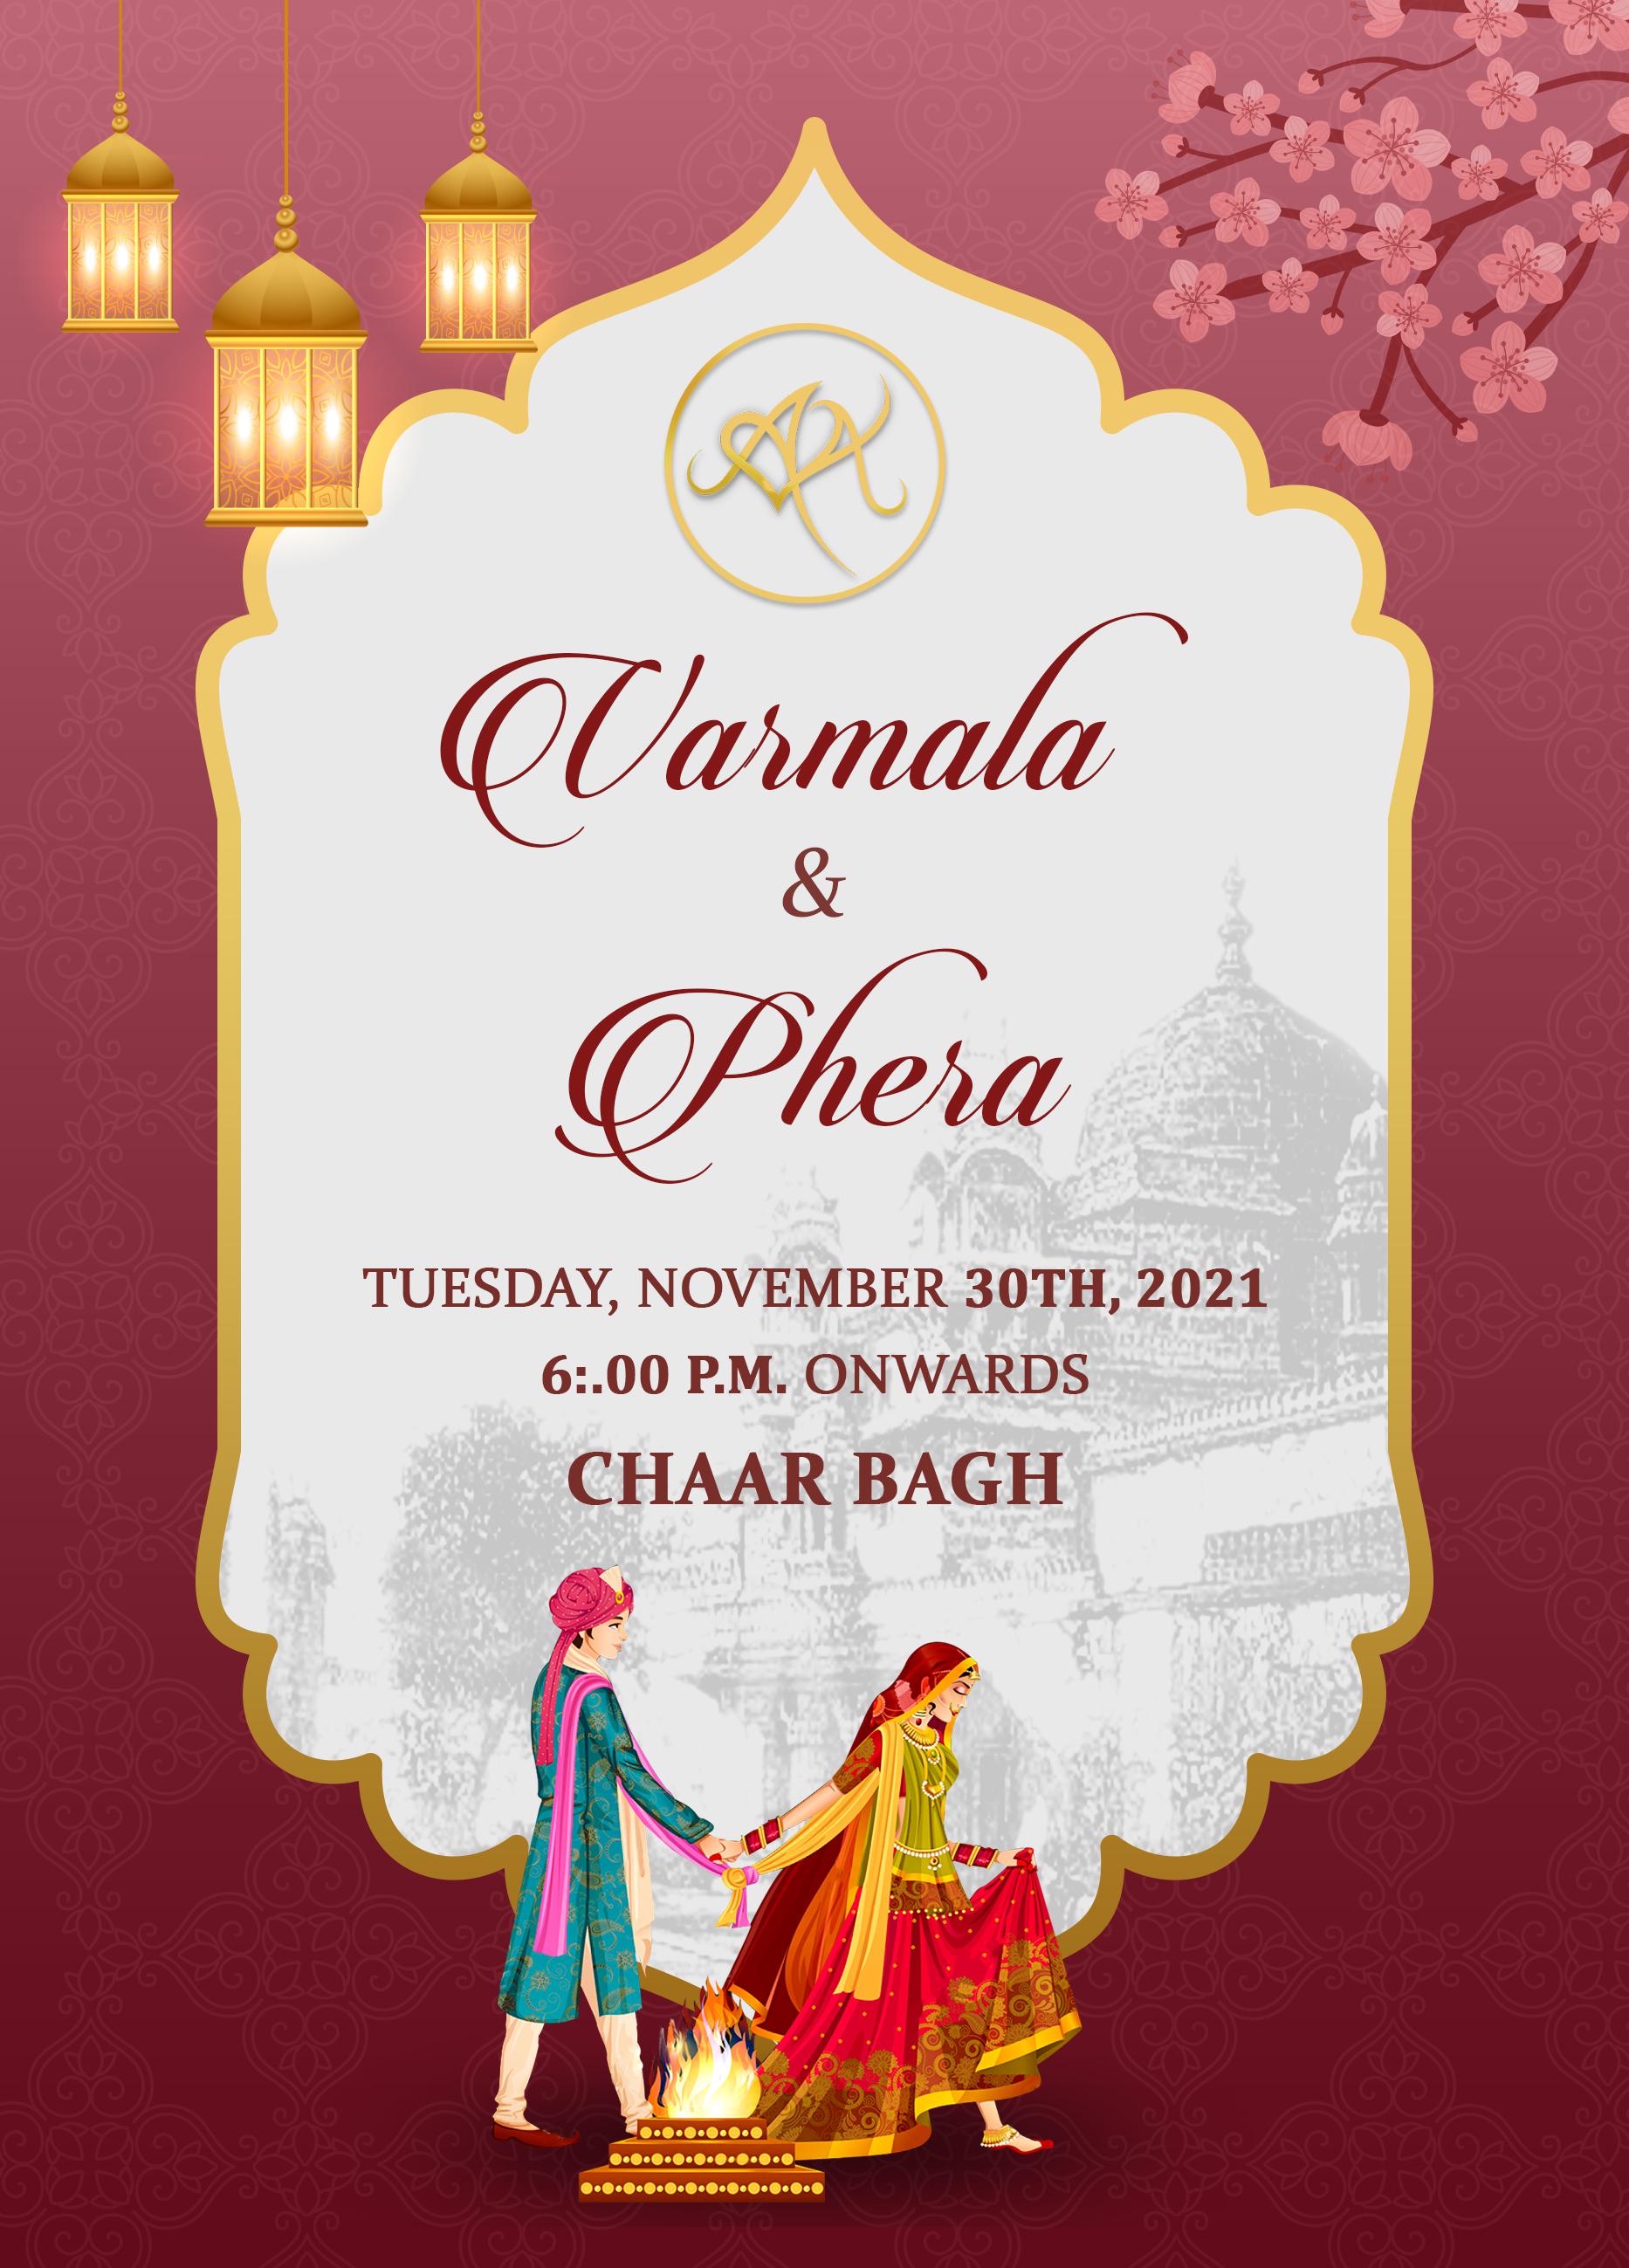 Varmala
&
Phera
TUESDAY, NOVEMBER 30TH, 2021
6:.00 P.M. ONWARDS
CHAAR BAGH